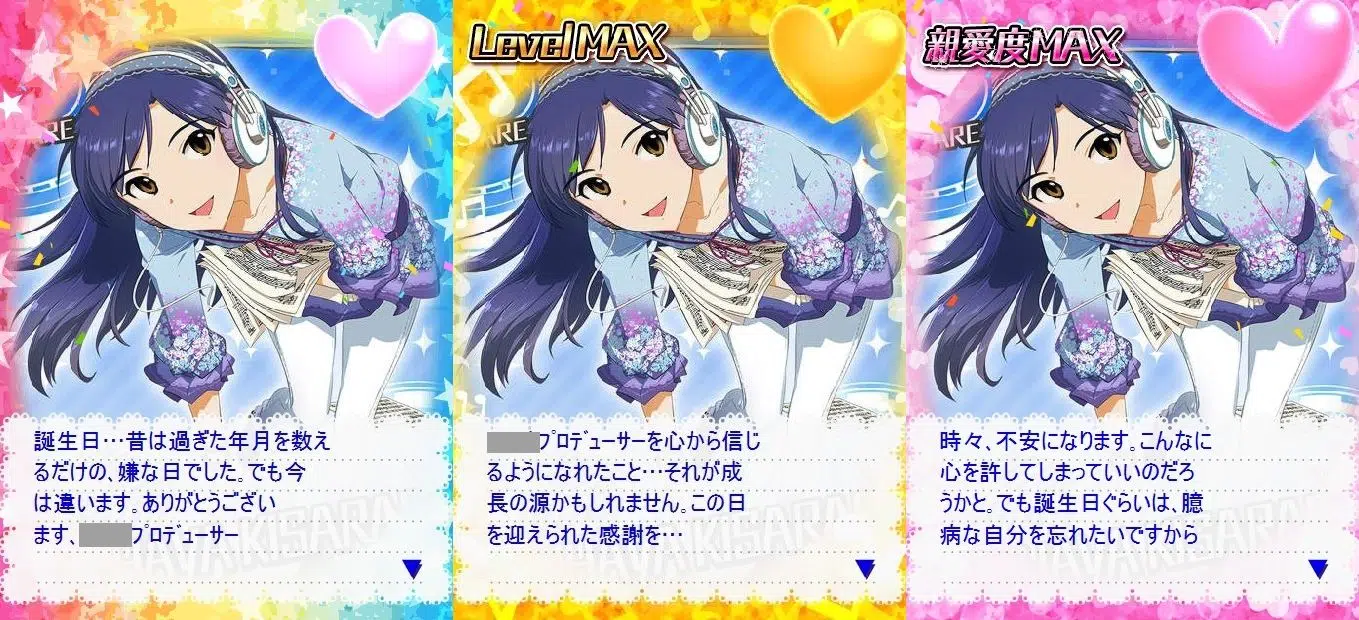 ARE
誕生日…昔は過ぎた年月を数え
るだけの、嫌な日でした。でも今
は違います。ありがとうござい
ます、プロデューサー
Level MAX
ARE
プロデューサーを心から信じ
るようになれたこと…それが成
長の源かもしれません。この日
を迎えられた感謝を…
親愛度MAX
ARE
時々、不安になります。こんなに
心を許してしまっていいのだろ
うかと。でも誕生日ぐらいは、臆
病な自分を忘れたいですから